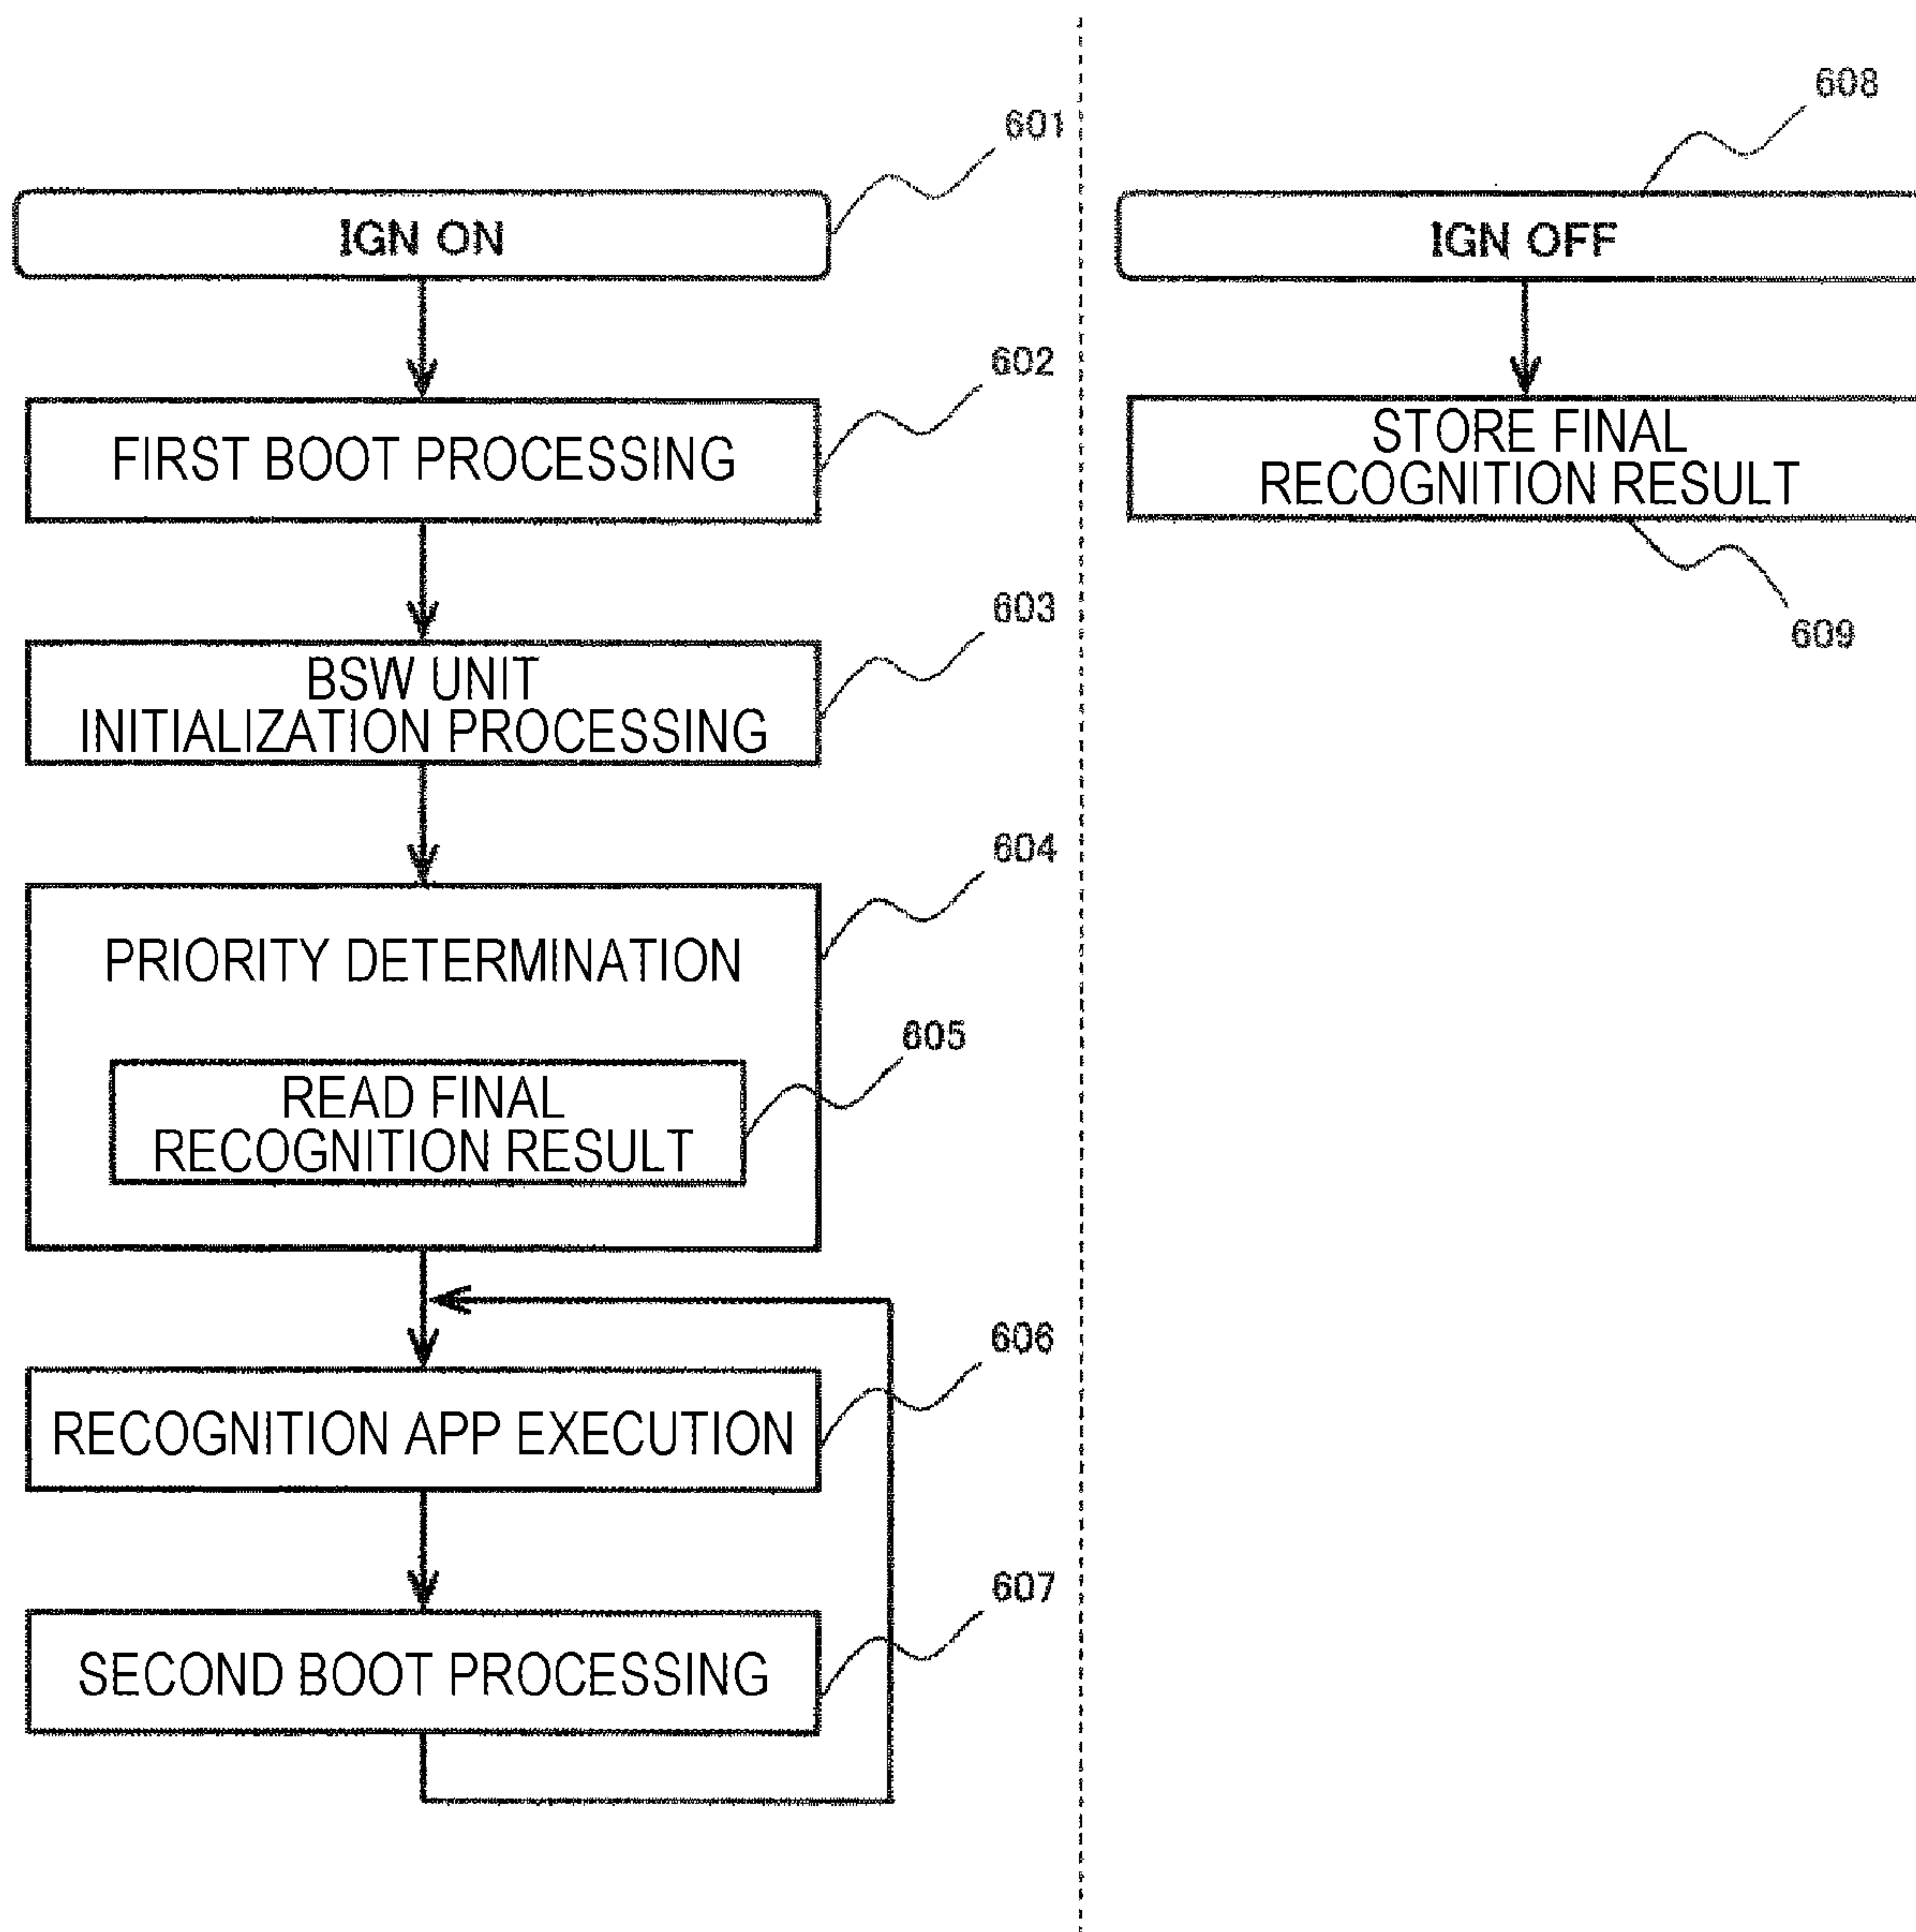 601
IGN ON
602
FIRST BOOT PROCESSING
603
BSW UNIT
INITIALIZATION PROCESSING
604
PRIORITY DETERMINATION
605
READ FINAL
RECOGNITION RESULT
606
RECOGNITION APP EXECUTION
607
SECOND BOOT PROCESSING
608
IGN OFF
STORE FINAL
RECOGNITION RESULT
609